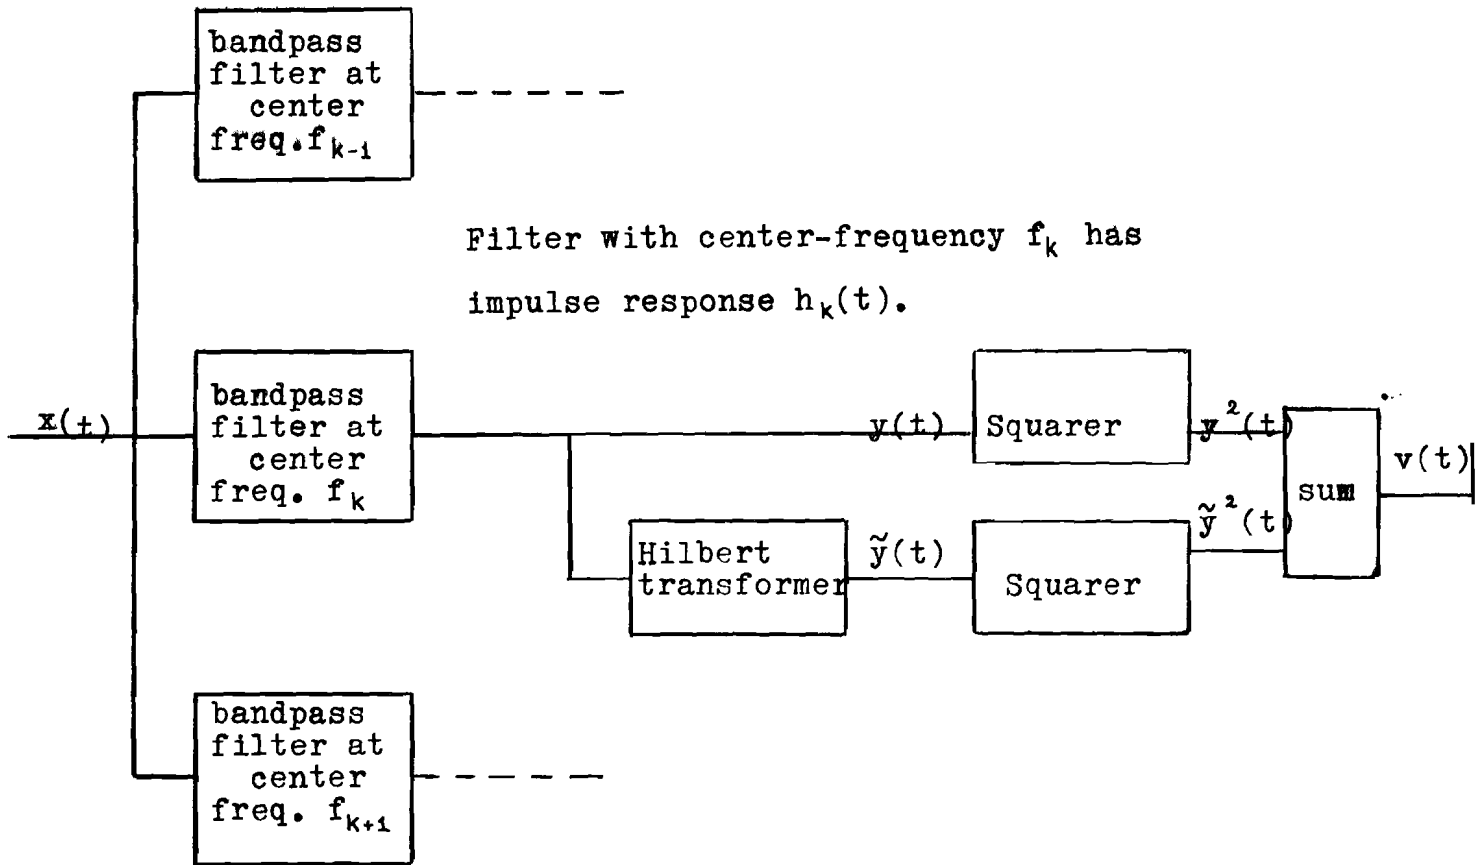 bandpass
filter at
center
freq.f_{k-1}
Filter with center-frequency f_k has
impulse response h_k(t).
x(t)
bandpass
filter at
center
freq. f_k
y(t)
Squarer
y²(t)
sum
v(t)
Hilbert
transformer
ỹ(t)
Squarer
ỹ²(t)
bandpass
filter at
center
freq. f_{k+1}